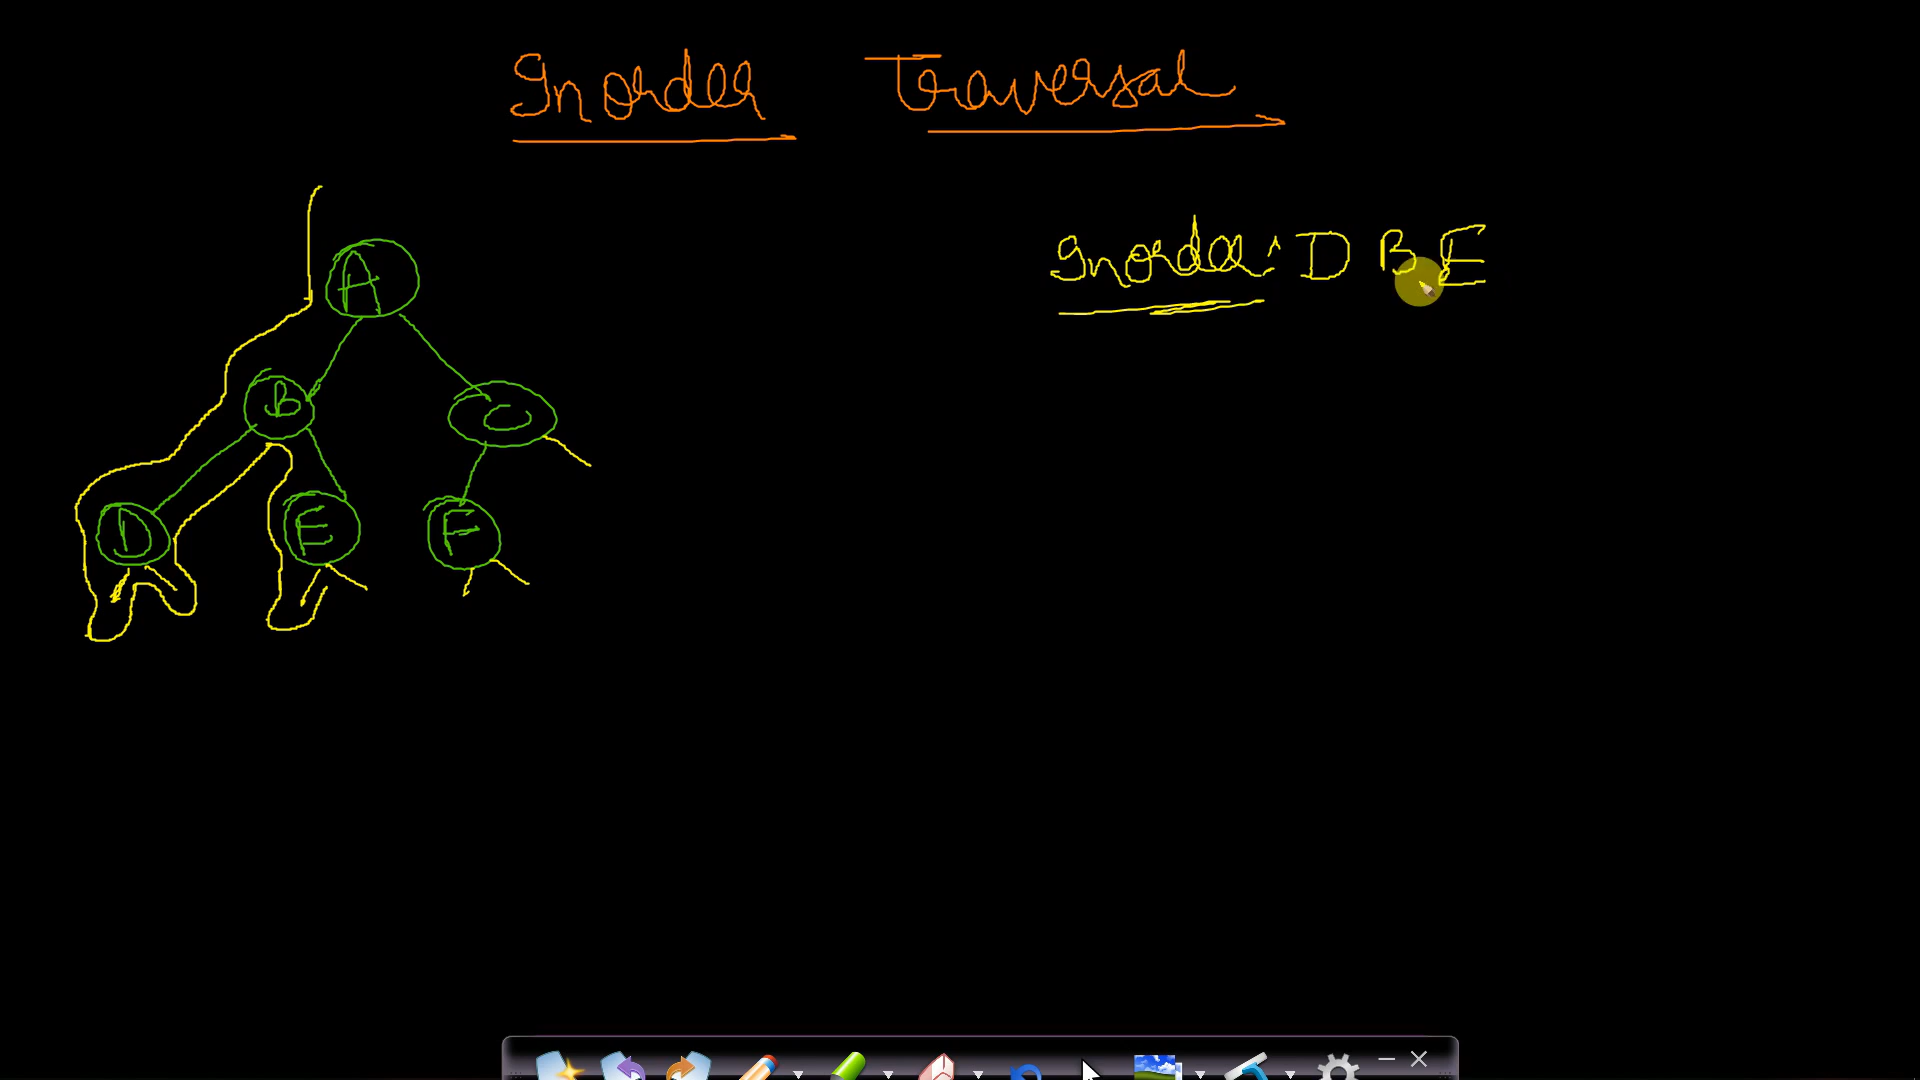 Inorder Traversal
Inorder: D B E
A
B C
D E F